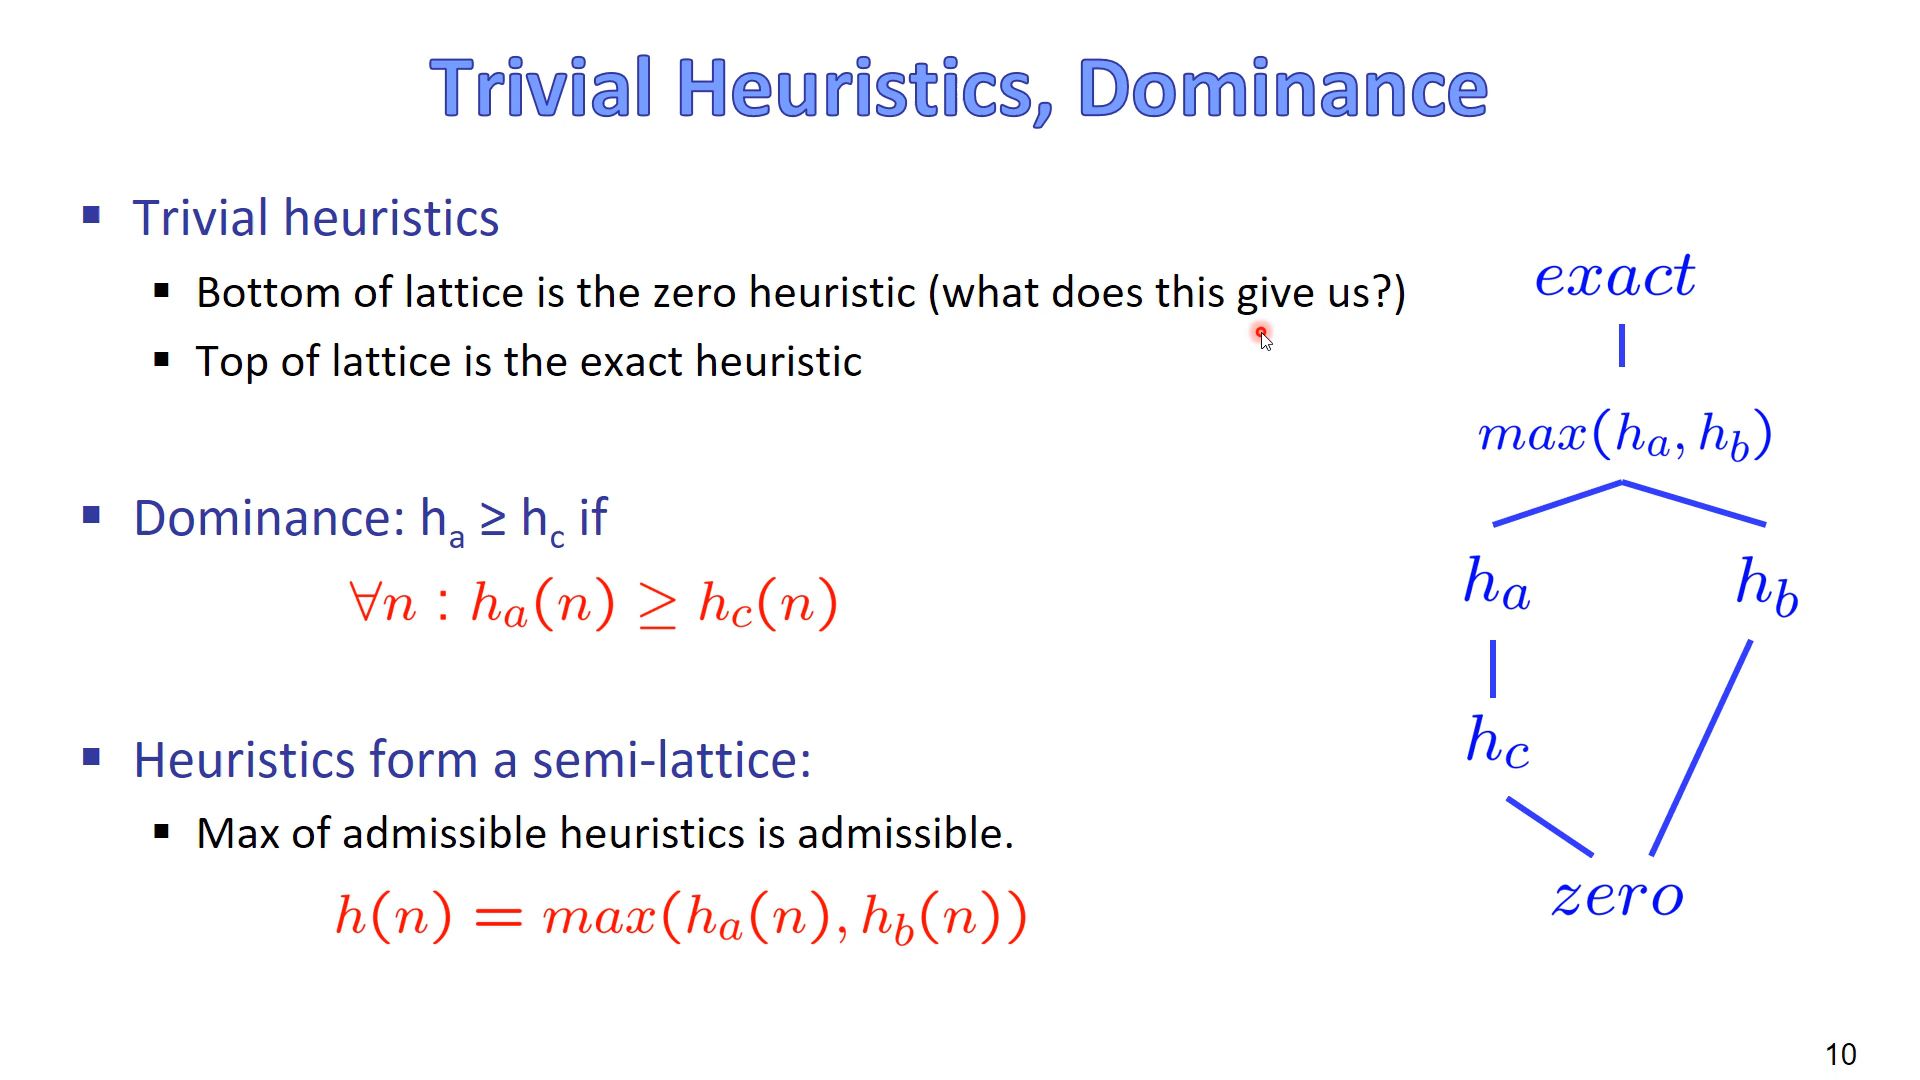 Trivial Heuristics, Dominance
▪ Trivial heuristics
▪ Bottom of lattice is the zero heuristic (what does this give us?)
▪ Top of lattice is the exact heuristic
▪ Dominance: hₐ ≥ h꜀ if
∀n : hₐ(n) ≥ h_c(n)
▪ Heuristics form a semi-lattice:
▪ Max of admissible heuristics is admissible.
h(n) = max(hₐ(n), h_b(n))
exact
max(hₐ, h_b)
hₐ h_b
h_c
zero
10